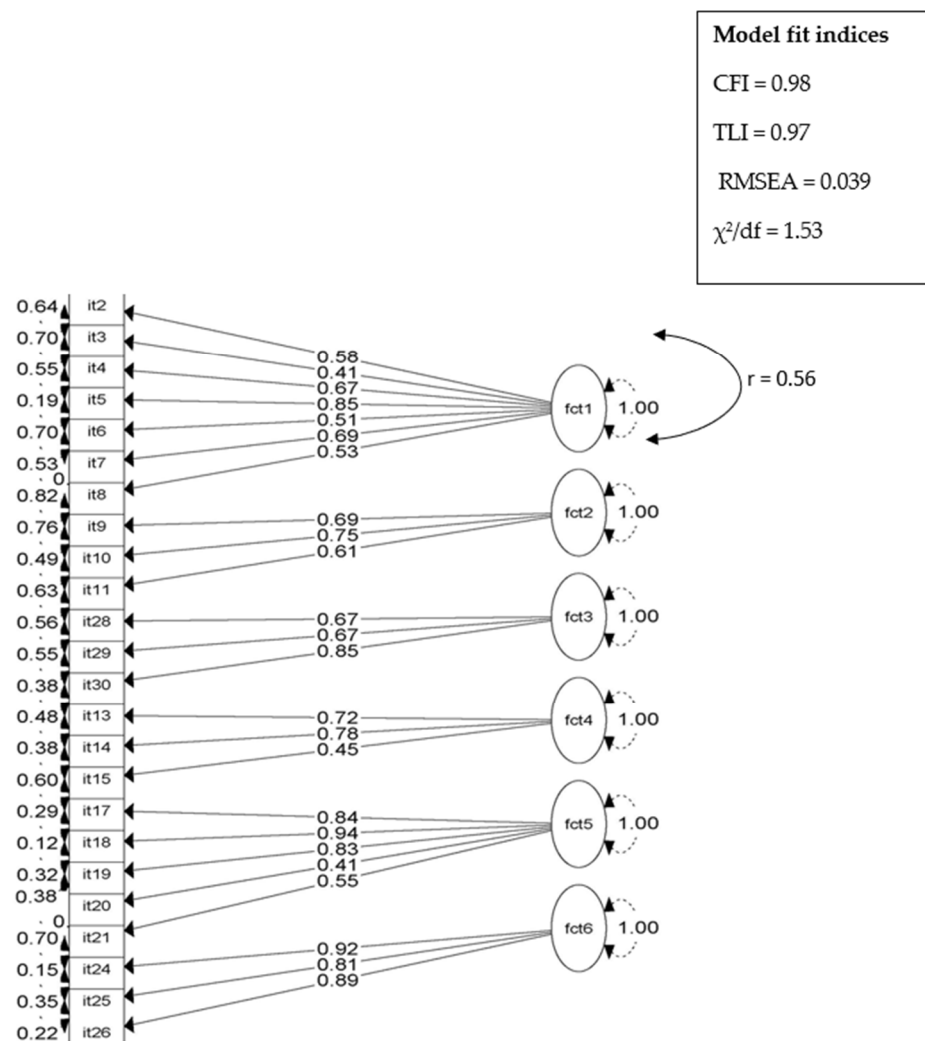 Model fit indices
CFI = 0.98
TLI = 0.97
RMSEA = 0.039
χ²/df = 1.53
0.64 it2
0.70 it3
0.55 it4
0.19 it5
0.70 it6
0.53 it7
0.
0.82 it8
0.76 it9
0.49 it10
0.63 it11
0.56 it28
0.55 it29
0.38 it30
0.48 it13
0.38 it14
0.60 it15
0.29 it17
0.12 it18
0.32 it19
0.38
it20
0.
0.70 it21
0.15 it24
0.35 it25
0.22 it26
0.58
0.41
0.67
0.85
0.51
0.69
0.53
0.69
0.75
0.61
0.67
0.67
0.85
0.72
0.78
0.45
0.84
0.94
0.83
0.41
0.55
0.92
0.81
0.89
fct1 1.00
r = 0.56
fct2 1.00
fct3 1.00
fct4 1.00
fct5 1.00
fct6 1.00